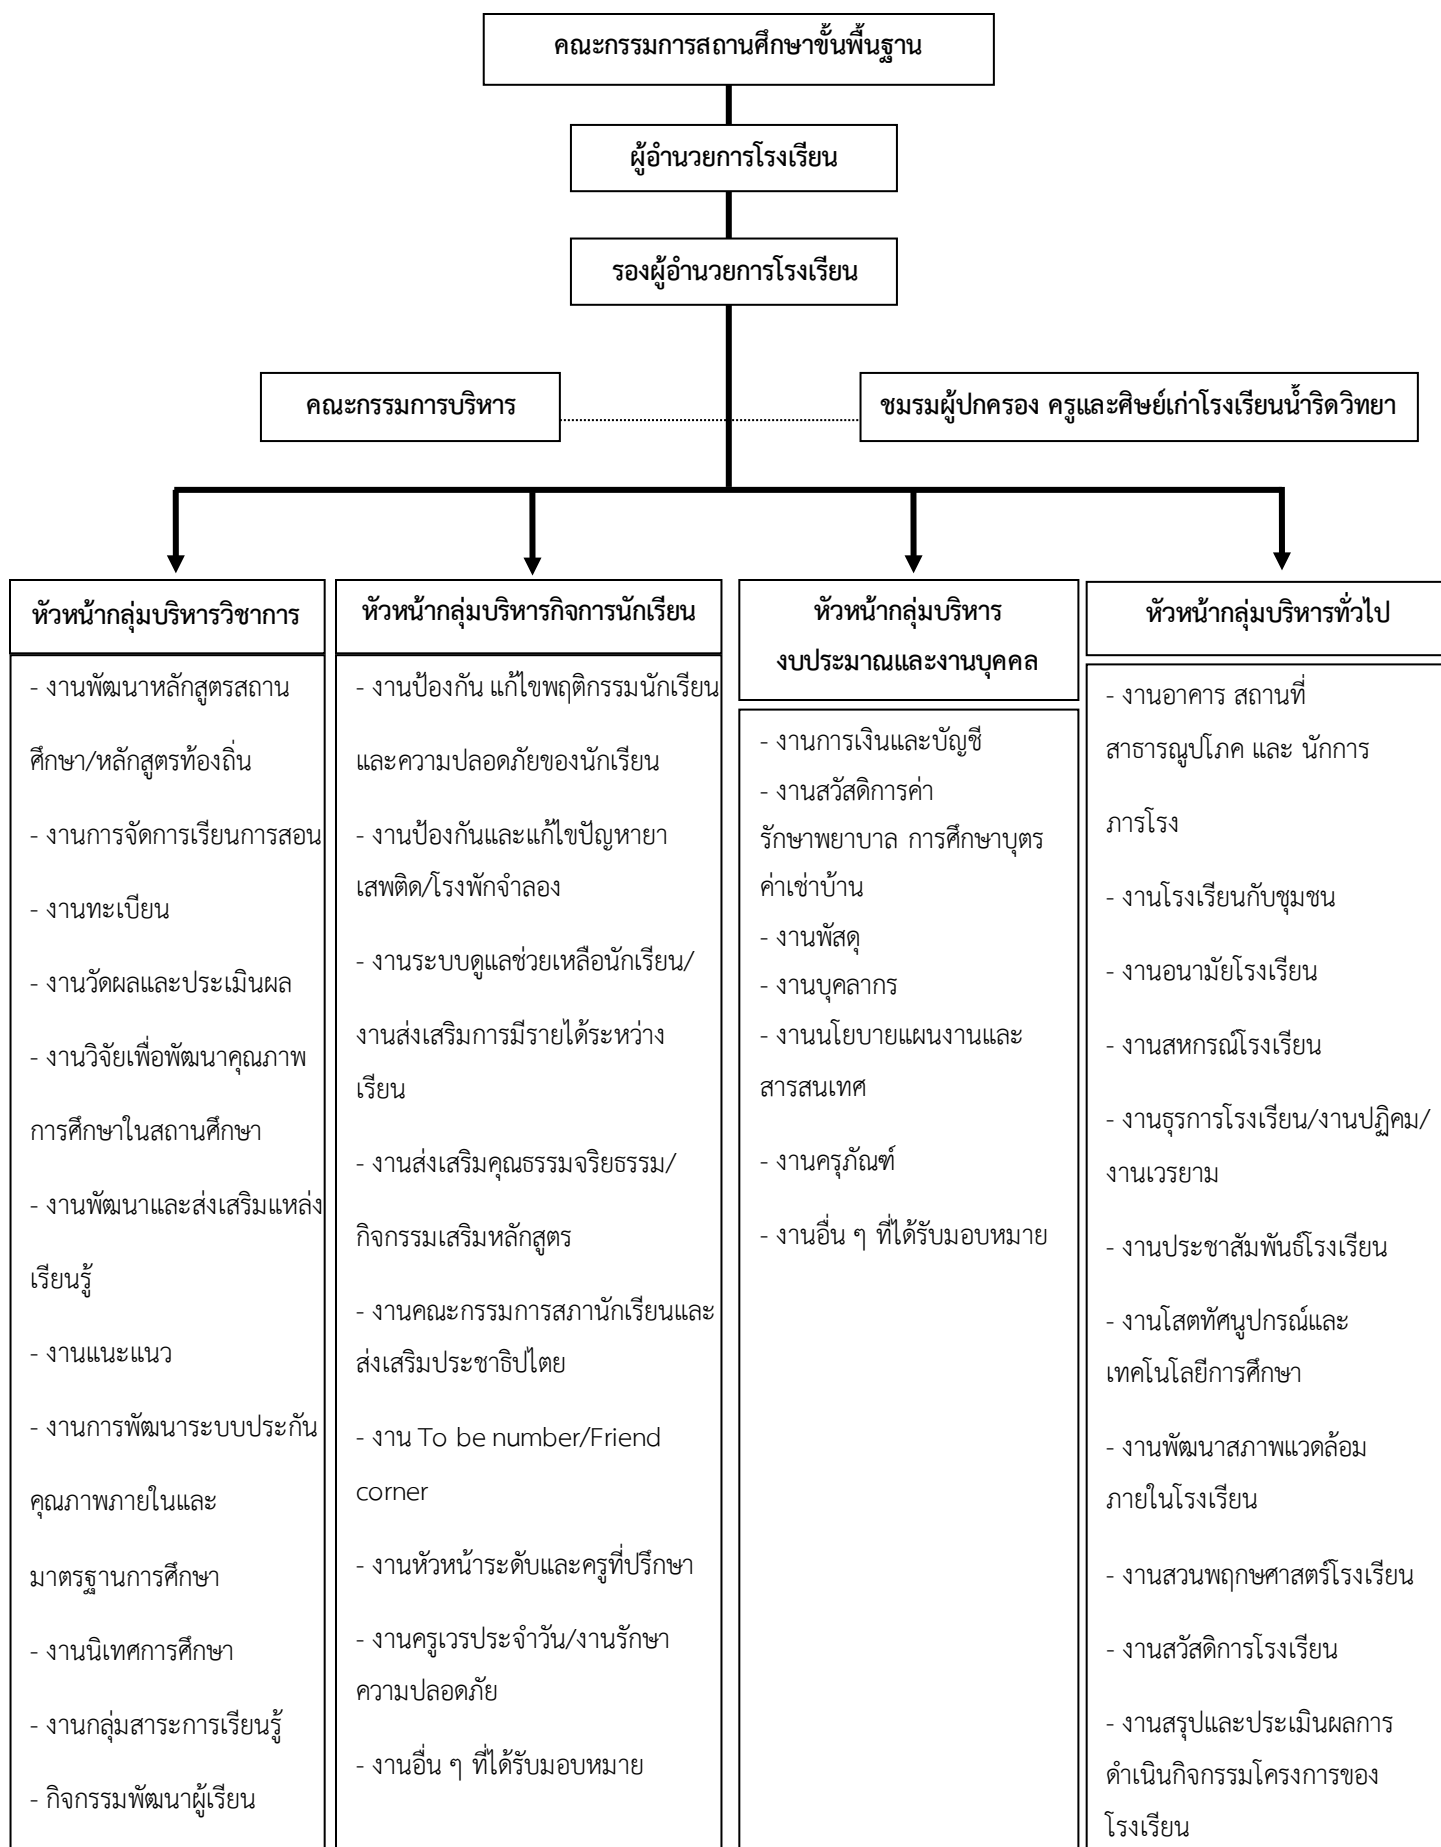 คณะกรรมการสถานศึกษาขั้นพื้นฐาน
ผู้อำนวยการโรงเรียน
รองผู้อำนวยการโรงเรียน
คณะกรรมการบริหาร
ชมรมผู้ปกครอง ครูและศิษย์เก่าโรงเรียนน้ำริดวิทยา
หัวหน้ากลุ่มบริหารวิชาการ
- งานพัฒนาหลักสูตรสถาน
ศึกษา/หลักสูตรท้องถิ่น
- งานการจัดการเรียนการสอน
- งานทะเบียน
- งานวัดผลและประเมินผล
- งานวิจัยเพื่อพัฒนาคุณภาพ
การศึกษาในสถานศึกษา
- งานพัฒนาและส่งเสริมแหล่ง
เรียนรู้
- งานแนะแนว
- งานการพัฒนาระบบประกัน
คุณภาพภายในและ
มาตรฐานการศึกษา
- งานนิเทศการศึกษา
- งานกลุ่มสาระการเรียนรู้
- กิจกรรมพัฒนาผู้เรียน
หัวหน้ากลุ่มบริหารกิจการนักเรียน
- งานป้องกัน แก้ไขพฤติกรรมนักเรียน
และความปลอดภัยของนักเรียน
- งานป้องกันและแก้ไขปัญหายา
เสพติด/โรงพักจำลอง
- งานระบบดูแลช่วยเหลือนักเรียน/
งานส่งเสริมการมีรายได้ระหว่าง
เรียน
- งานส่งเสริมคุณธรรมจริยธรรม/
กิจกรรมเสริมหลักสูตร
- งานคณะกรรมการสภานักเรียนและ
ส่งเสริมประชาธิปไตย
- งาน To be number/Friend
corner
- งานหัวหน้าระดับและครูที่ปรึกษา
- งานครูเวรประจำวัน/งานรักษา
ความปลอดภัย
- งานอื่น ๆ ที่ได้รับมอบหมาย
หัวหน้ากลุ่มบริหาร
งบประมาณและงานบุคคล
- งานการเงินและบัญชี
- งานสวัสดิการค่า
รักษาพยาบาล การศึกษาบุตร
ค่าเช่าบ้าน
- งานพัสดุ
- งานบุคลากร
- งานนโยบายแผนงานและ
สารสนเทศ
- งานครุภัณฑ์
- งานอื่น ๆ ที่ได้รับมอบหมาย
หัวหน้ากลุ่มบริหารทั่วไป
- งานอาคาร สถานที่
สาธารณูปโภค และ นักการ
ภารโรง
- งานโรงเรียนกับชุมชน
- งานอนามัยโรงเรียน
- งานสหกรณ์โรงเรียน
- งานธุรการโรงเรียน/งานปฏิคม/
งานเวรยาม
- งานประชาสัมพันธ์โรงเรียน
- งานโสตทัศนูปกรณ์และ
เทคโนโลยีการศึกษา
- งานพัฒนาสภาพแวดล้อม
ภายในโรงเรียน
- งานสวนพฤกษศาสตร์โรงเรียน
- งานสวัสดิการโรงเรียน
- งานสรุปและประเมินผลการ
ดำเนินกิจกรรมโครงการของ
โรงเรียน